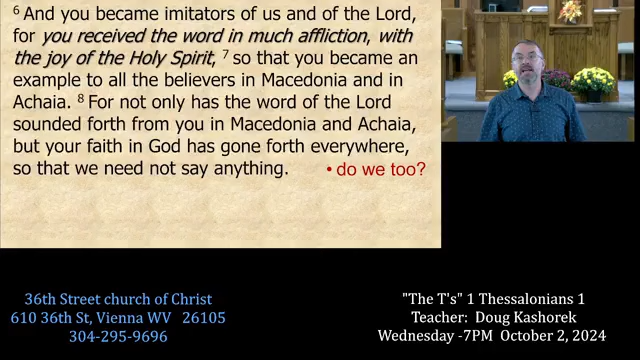 6 And you became imitators of us and of the Lord,
for you received the word in much affliction, with
the joy of the Holy Spirit, 7 so that you became an
example to all the believers in Macedonia and in
Achaia. 8 For not only has the word of the Lord
sounded forth from you in Macedonia and Achaia,
but your faith in God has gone forth everywhere,
so that we need not say anything. • do we too?
36th Street church of Christ
610 36th St, Vienna WV 26105
304-295-9696
"The T's" 1 Thessalonians 1
Teacher: Doug Kashorek
Wednesday -7PM October 2, 2024